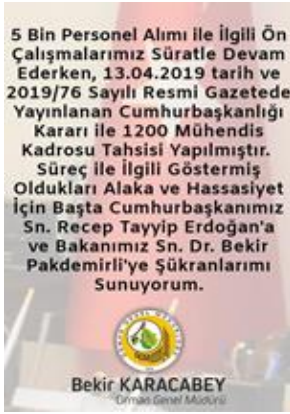 5 Bin Personel Alımı ile İlgili Ön
Çalışmalarımız Süratle Devam
Ederken, 13.04.2019 tarih ve
2019/76 Sayılı Resmi Gazetede
Yayınlanan Cumhurbaşkanlığı
Kararı ile 1200 Mühendis
Kadrosu Tahsisi Yapılmıştır.
Süreç ile İlgili Göstermiş
Oldukları Alaka ve Hassasiyet
İçin Başta Cumhurbaşkanımız
Sn. Recep Tayyip Erdoğan'a
ve Bakanımız Sn. Dr. Bekir
Pakdemirli'ye Şükranlarımı
Sunuyorum.
Bekir KARACABEY
Orman Genel Müdürü